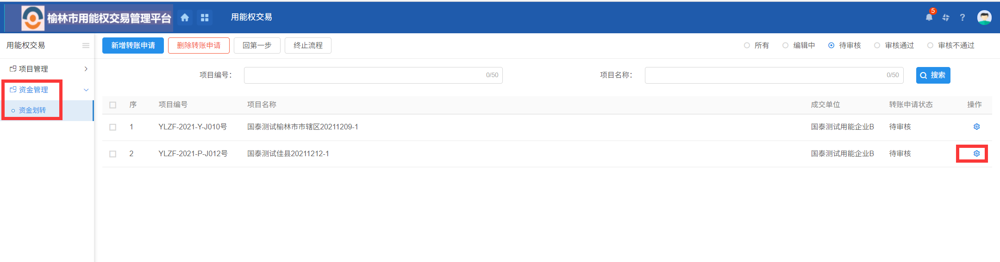 榆林市用能权交易管理平台 用能权交易 5 ?
用能权交易 新增转账申请 删除转账申请 回第一步 终止流程 所有 编辑中 待审核 审核通过 审核不通过
项目管理
资金管理
资金划转
项目编号： 0/50 项目名称： 0/50 搜索
序 项目编号 项目名称 成交单位 转账申请状态 操作
1 YLZF-2021-Y-J010号 国泰测试榆林市市辖区20211209-1 国泰测试用能企业B 待审核
2 YLZF-2021-P-J012号 国泰测试佳县20211212-1 国泰测试用能企业B 待审核